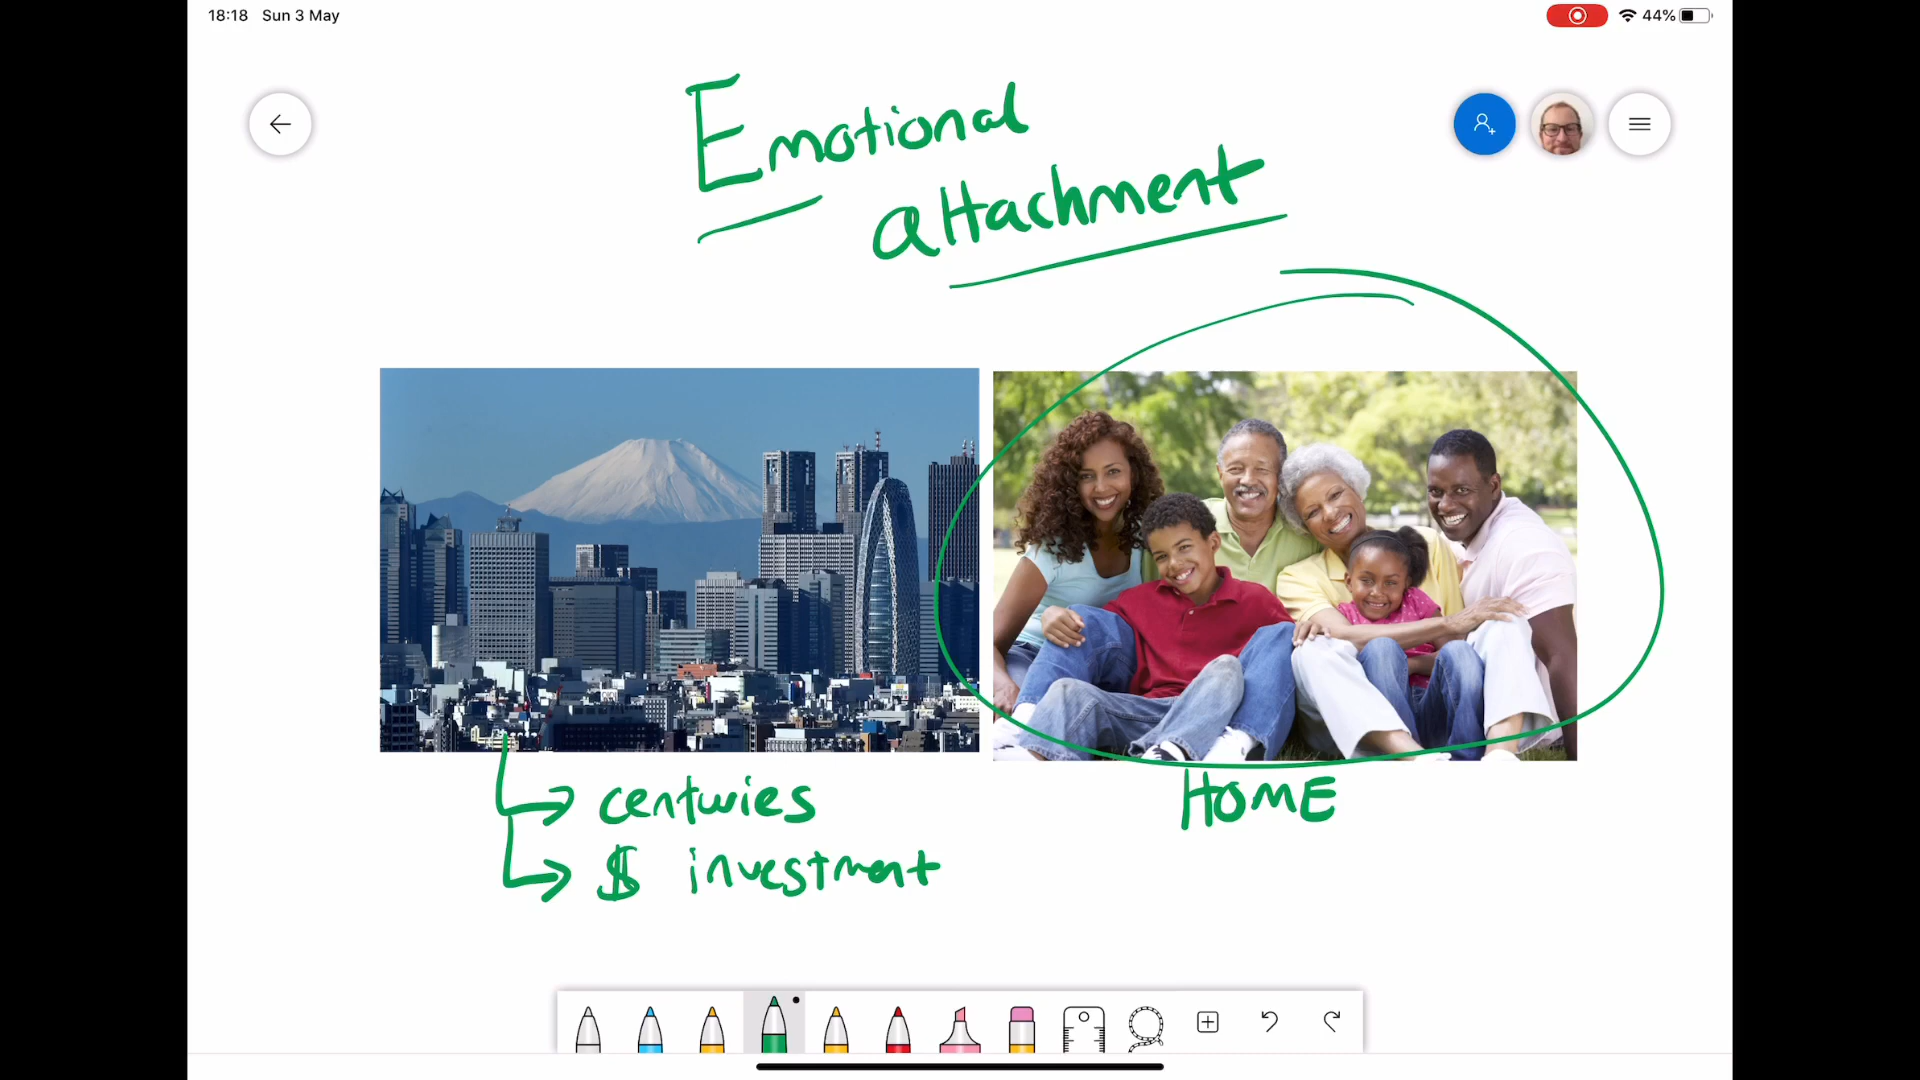 18:18 Sun 3 May
44%
Emotional
attachment
centuries
$ investment
HOME